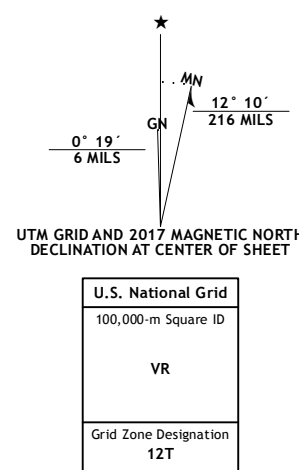 ★
MN
12° 10´
216 MILS
GN
0° 19´
6 MILS
UTM GRID AND 2017 MAGNETIC NORTH
DECLINATION AT CENTER OF SHEET
U.S. National Grid
100,000-m Square ID
VR
Grid Zone Designation
12T